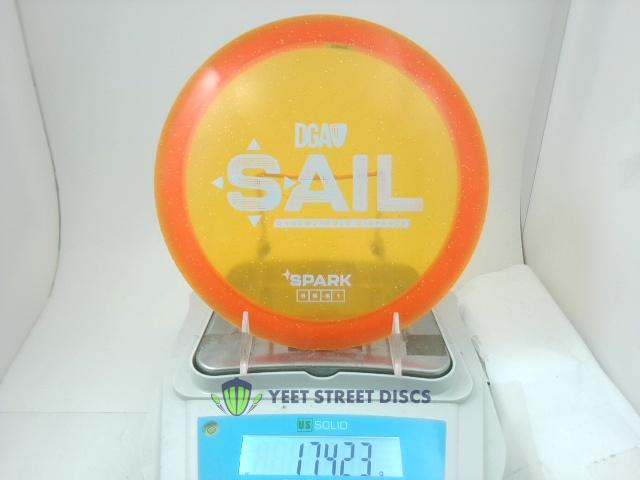 DGA
SAIL
SPARK
YEET STREET DISCS
US SOLID
174.23 g